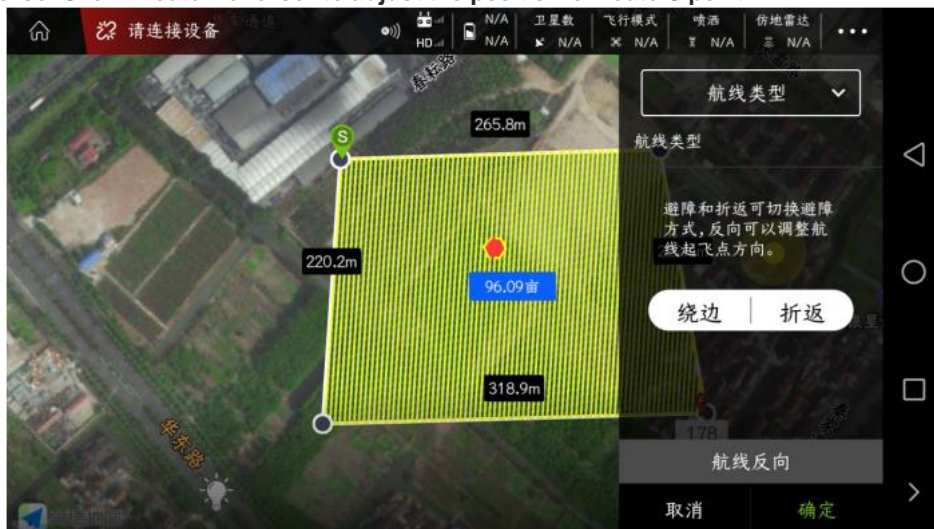 请连接设备
HD
N/A
N/A
卫星数
N/A
飞行模式
N/A
喷洒
N/A
仿地雷达
N/A
春耘路
S
265.8m
220.2m
96.09亩
318.9m
华东路
航线类型
航线类型
避障和折返可切换避障
方式,反向可以调整航
线起飞点方向。
绕边
折返
178
航线反向
取消
确定